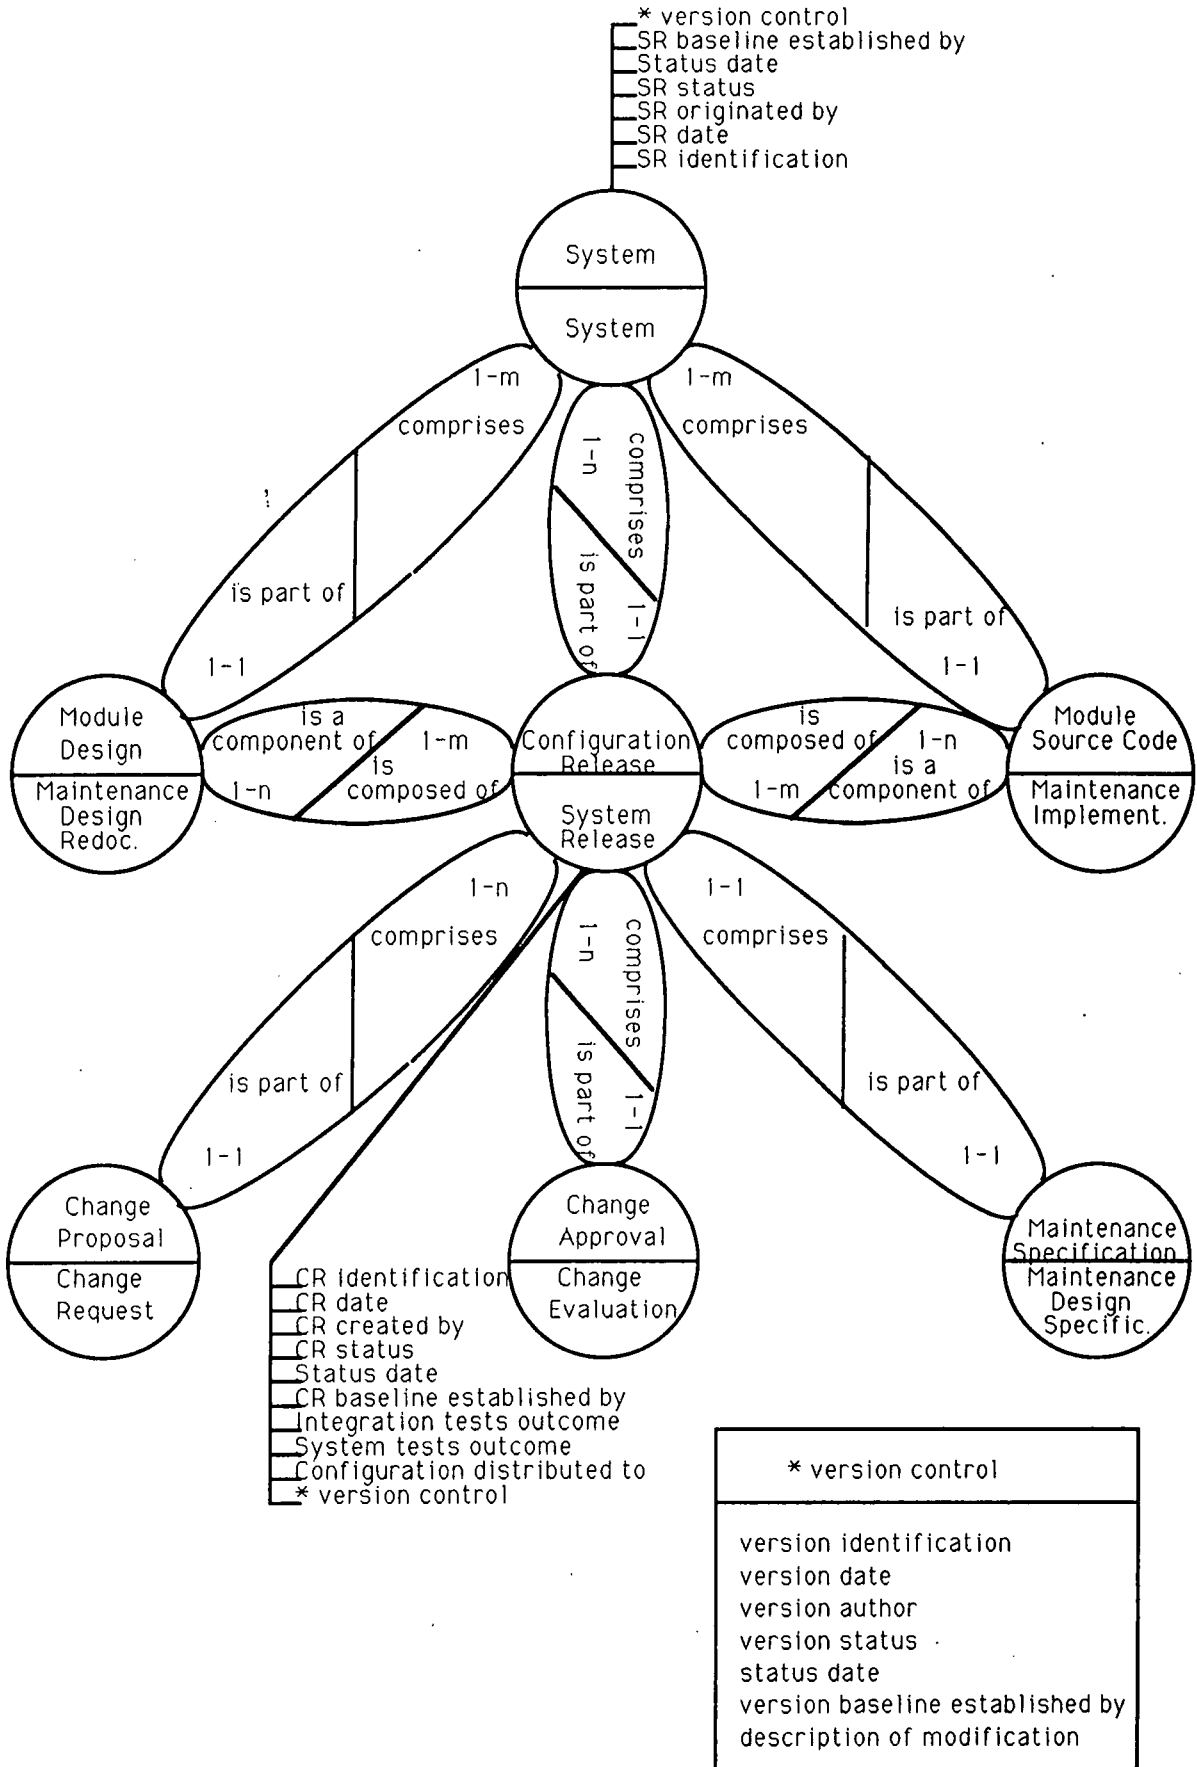 * version control
SR baseline established by
Status date
SR status
SR originated by
SR date
SR identification
System
System
1-m
comprises
is part of
1-1
1-n
comprises
is part of
1-1
1-m
comprises
is part of
1-1
Module
Design
Maintenance
Design
Redoc.
is a
component of
1-n
1-m
is
composed of
Configuration
Release
System
Release
is
composed of
1-m
1-n
is a
component of
Module
Source Code
Maintenance
Implement.
1-n
comprises
is part of
1-1
1-n
comprises
is part of
1-1
1-1
comprises
is part of
1-1
Change
Proposal
Change
Request
Change
Approval
Change
Evaluation
Maintenance
Specification
Maintenance
Design
Specific.
CR identification
CR date
CR created by
CR status
Status date
CR baseline established by
Integration tests outcome
System tests outcome
Configuration distributed to
* version control
* version control
version identification
version date
version author
version status
status date
version baseline established by
description of modification